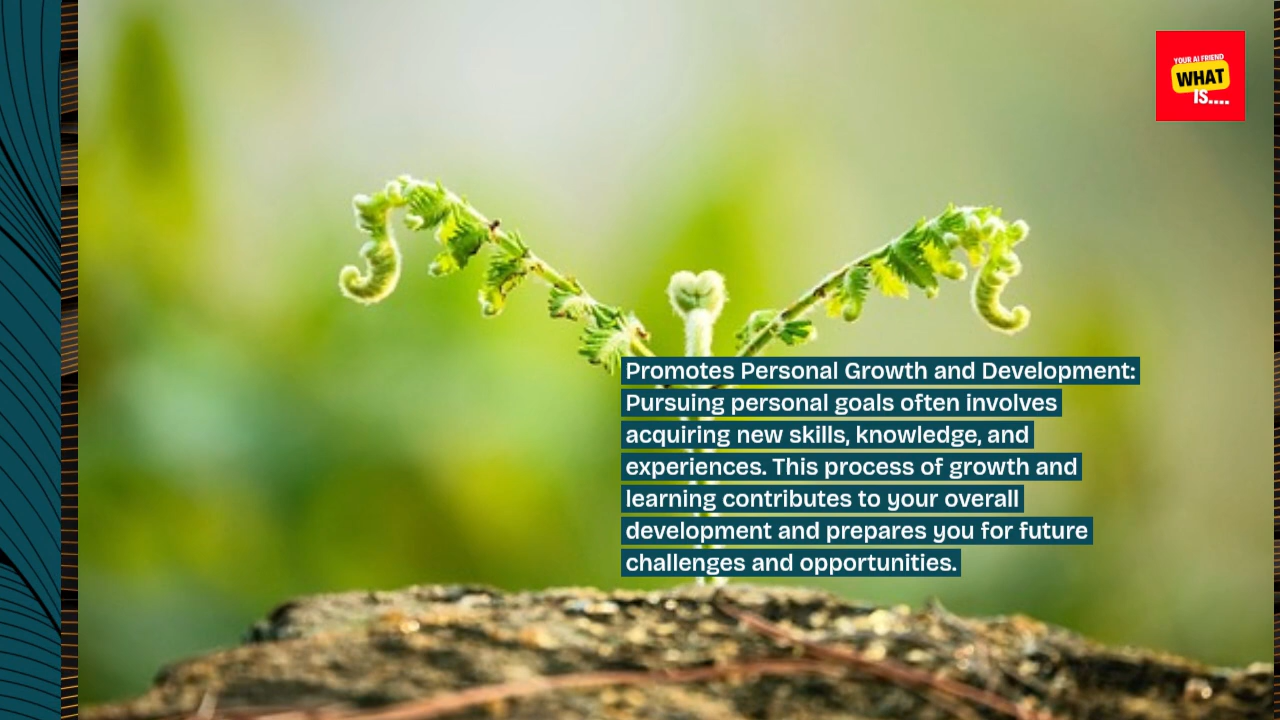 YOUR AI FRIEND
WHAT
IS....
Promotes Personal Growth and Development:
Pursuing personal goals often involves
acquiring new skills, knowledge, and
experiences. This process of growth and
learning contributes to your overall
development and prepares you for future
challenges and opportunities.